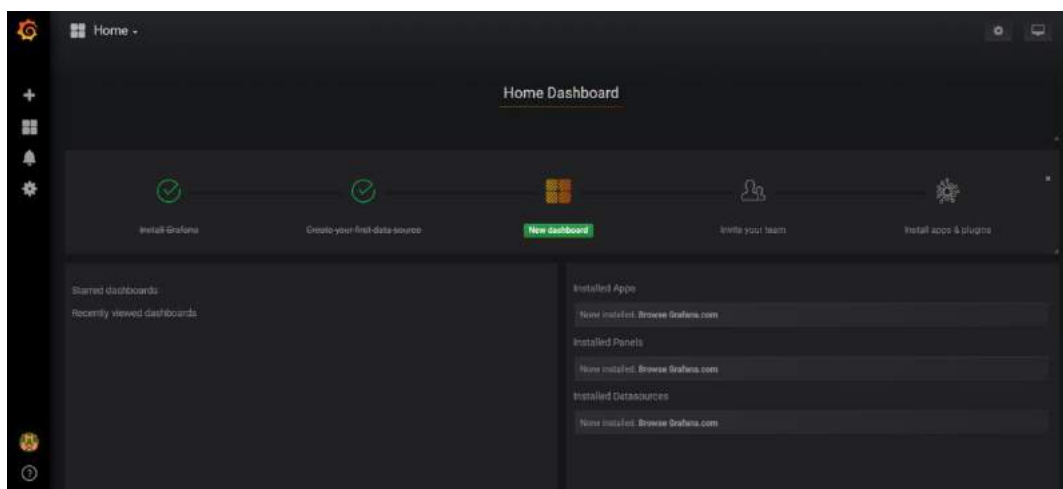 Home
Home Dashboard
Install Grafana
Create your first data source
New dashboard
Invite your team
Install apps & plugins
Starred dashboards
Recently viewed dashboards
Installed Apps
None installed. Browse Grafana.com
Installed Panels
None installed. Browse Grafana.com
Installed Datasources
None installed. Browse Grafana.com